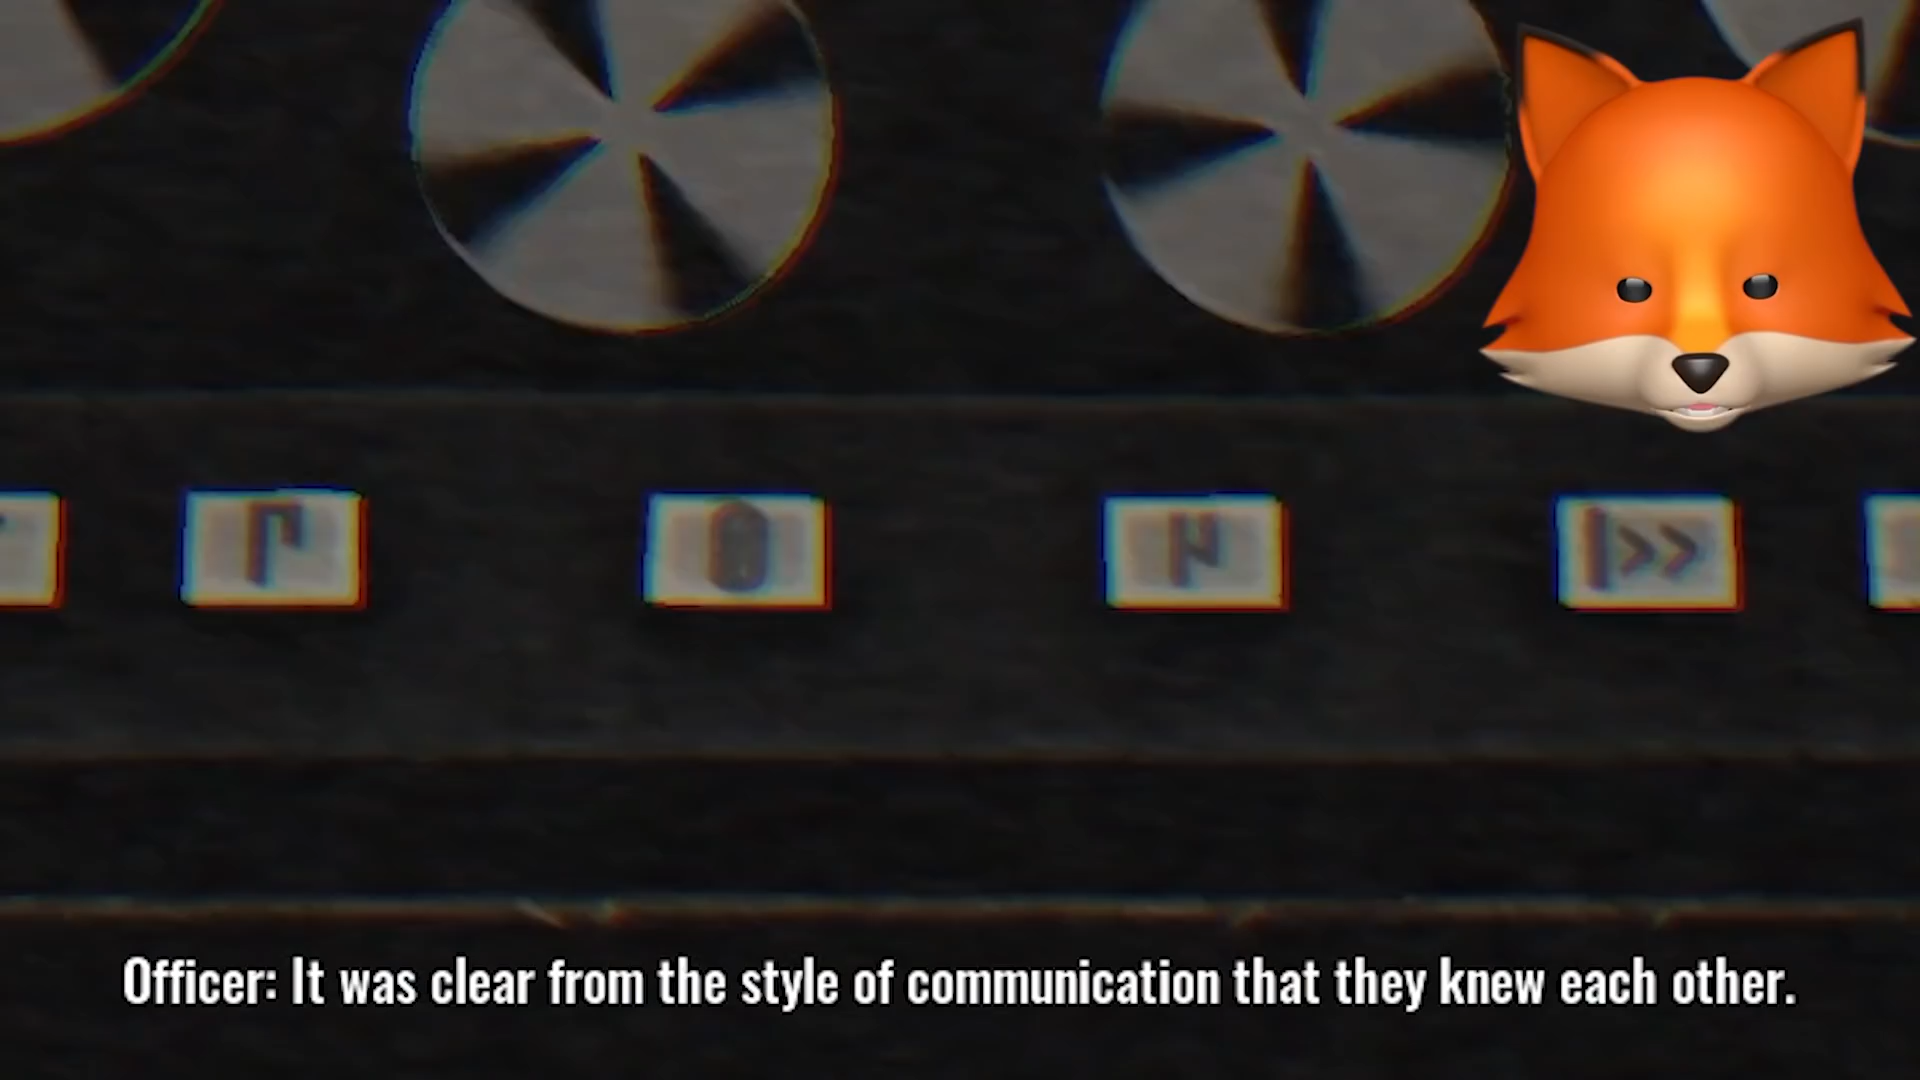 Officer: It was clear from the style of communication that they knew each other.